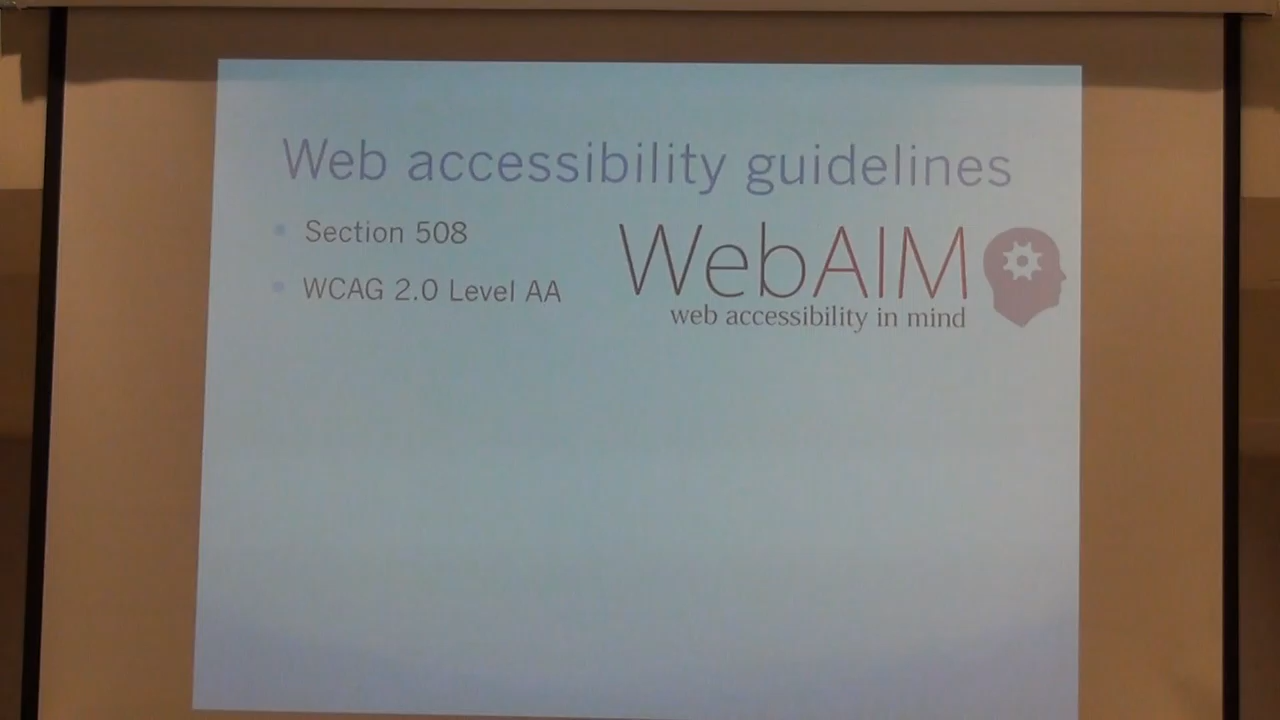 Web accessibility guidelines
Section 508
WCAG 2.0 Level AA
WebAIM
web accessibility in mind